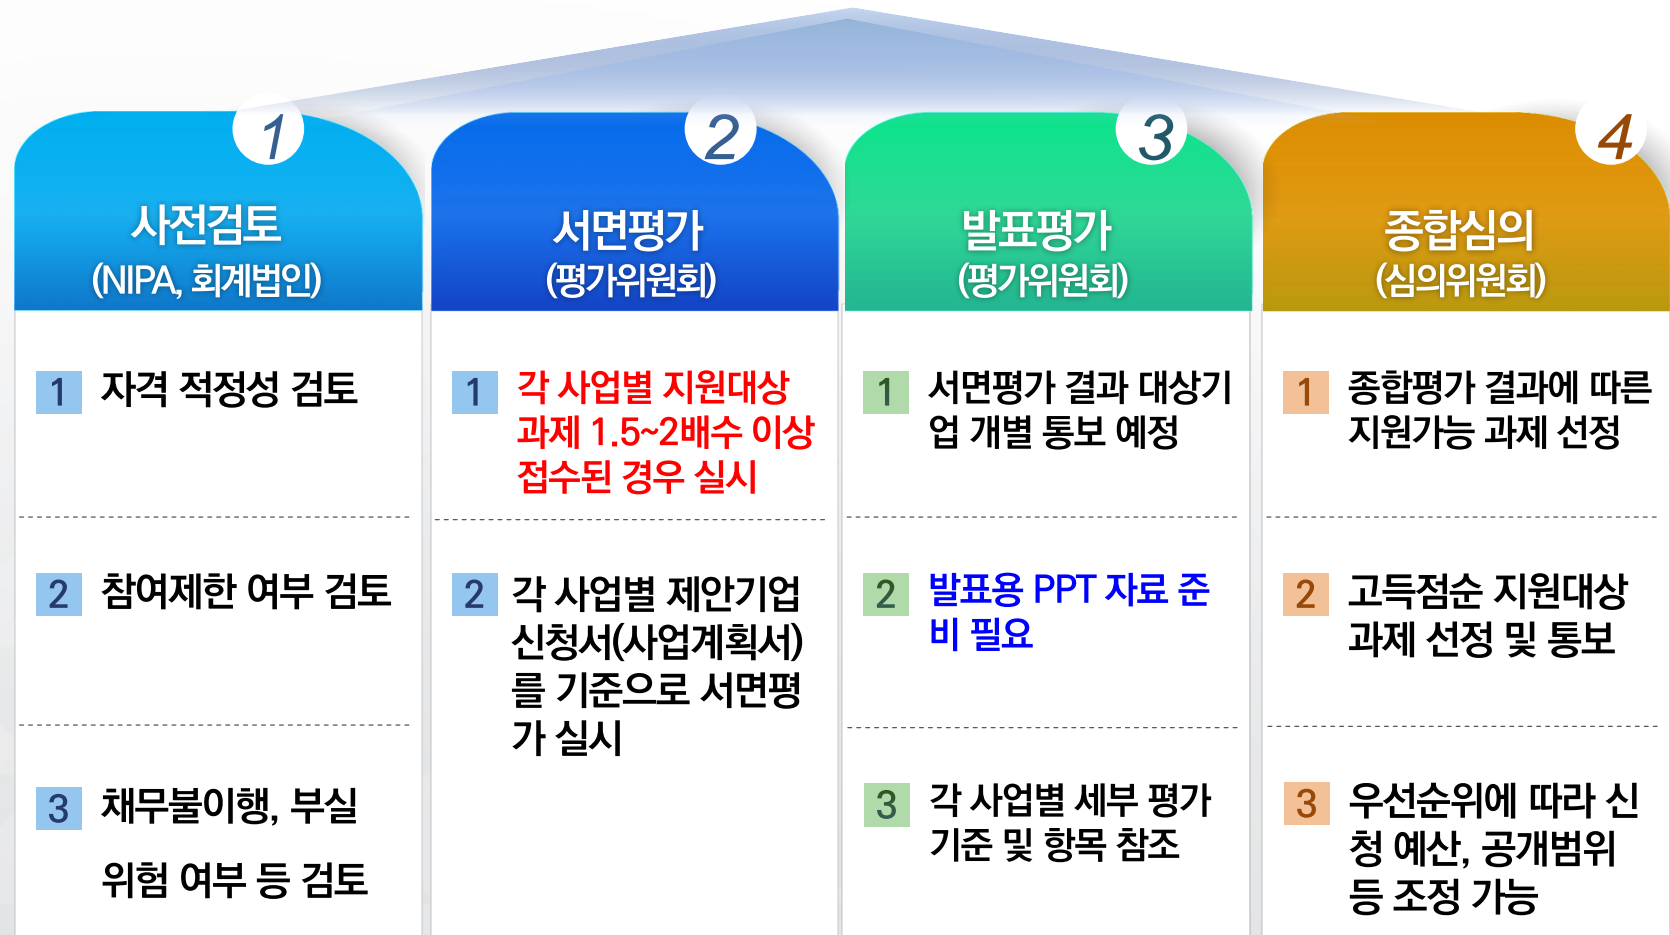 1
사전검토
(NIPA, 회계법인)
1 자격 적정성 검토
2 참여제한 여부 검토
3 채무불이행, 부실
위험 여부 등 검토
2
서면평가
(평가위원회)
1 각 사업별 지원대상
과제 1.5~2배수 이상
접수된 경우 실시
2 각 사업별 제안기업
신청서(사업계획서)
를 기준으로 서면평
가 실시
3
발표평가
(평가위원회)
1 서면평가 결과 대상기
업 개별 통보 예정
2 발표용 PPT 자료 준
비 필요
3 각 사업별 세부 평가
기준 및 항목 참조
4
종합심의
(심의위원회)
1 종합평가 결과에 따른
지원가능 과제 선정
2 고득점순 지원대상
과제 선정 및 통보
3 우선순위에 따라 신
청 예산, 공개범위
등 조정 가능